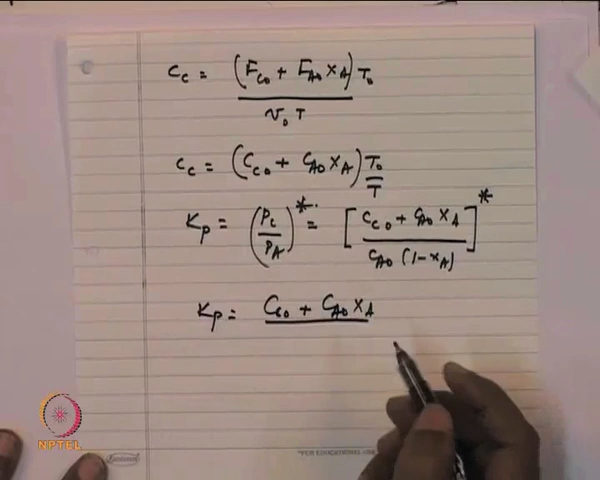 C_C = (F_C0 + F_A0 X_A) T_0 / v_0 T
C_C = (C_C0 + C_A0 X_A) T_0 / T
K_P = (P_C / P_A)* = [C_C0 + C_A0 X_A / C_A0 (1 - X_A)]*
K_P = C_C0 + C_A0 X_A
NPTEL